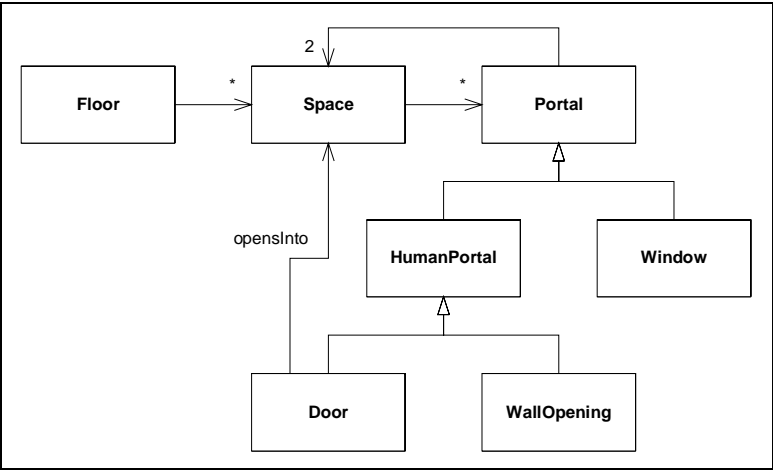 2
*
*
Floor
Space
Portal
opensInto
HumanPortal
Window
Door
WallOpening